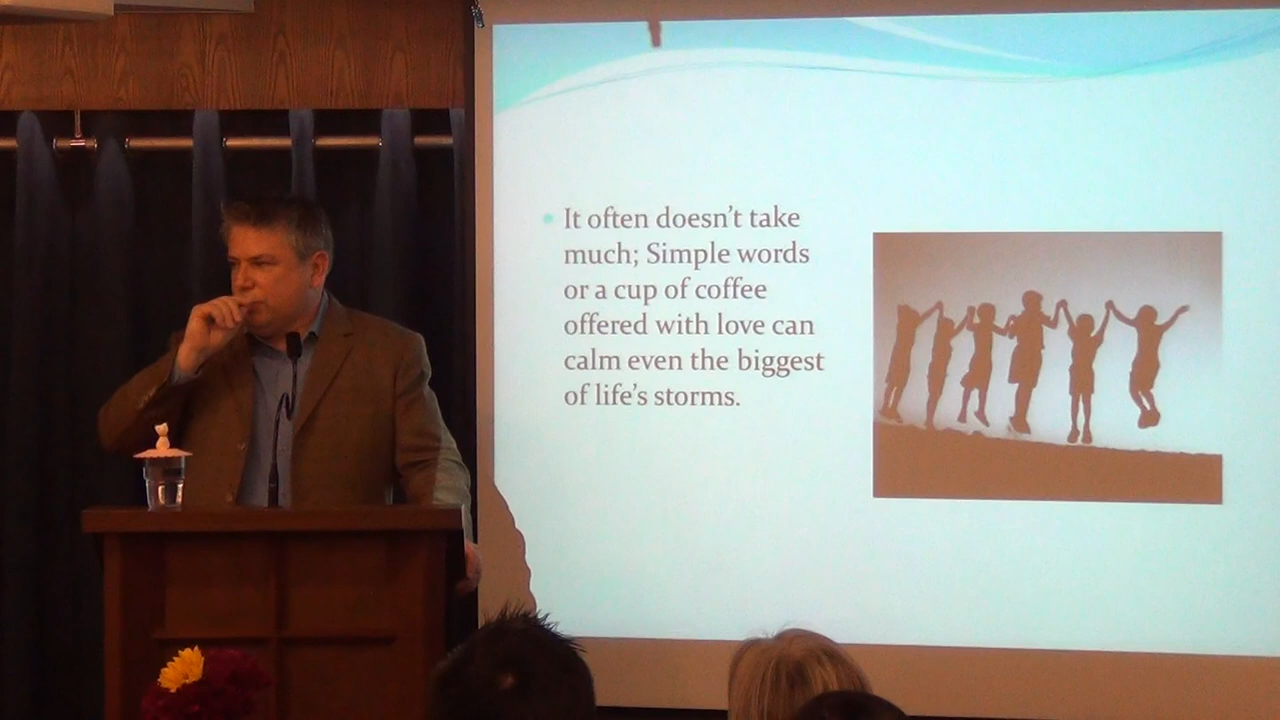 It often doesn't take
much; Simple words
or a cup of coffee
offered with love can
calm even the biggest
of life's storms.